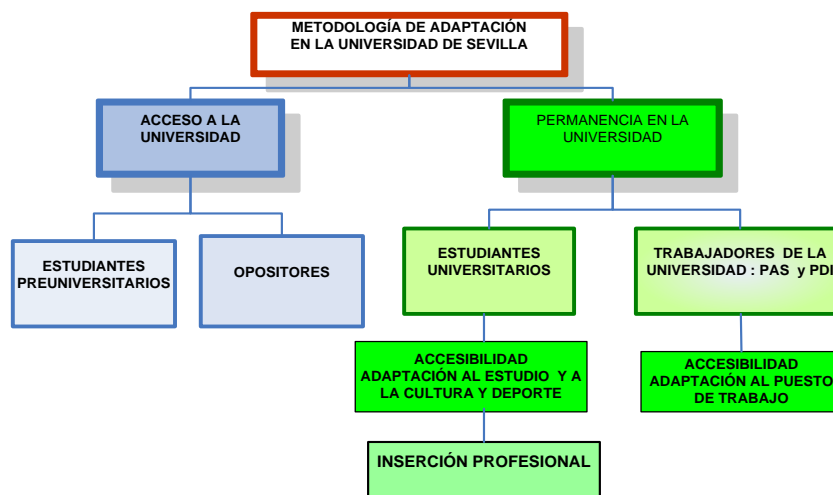 METODOLOGÍA DE ADAPTACIÓN
EN LA UNIVERSIDAD DE SEVILLA
ACCESO A LA
UNIVERSIDAD
PERMANENCIA EN LA
UNIVERSIDAD
ESTUDIANTES
PREUNIVERSITARIOS
OPOSITORES
ESTUDIANTES
UNIVERSITARIOS
TRABAJADORES DE LA
UNIVERSIDAD : PAS y PDI
ACCESIBILIDAD
ADAPTACIÓN AL ESTUDIO Y A
LA CULTURA Y DEPORTE
ACCESIBILIDAD
ADAPTACIÓN AL PUESTO
DE TRABAJO
INSERCIÓN PROFESIONAL